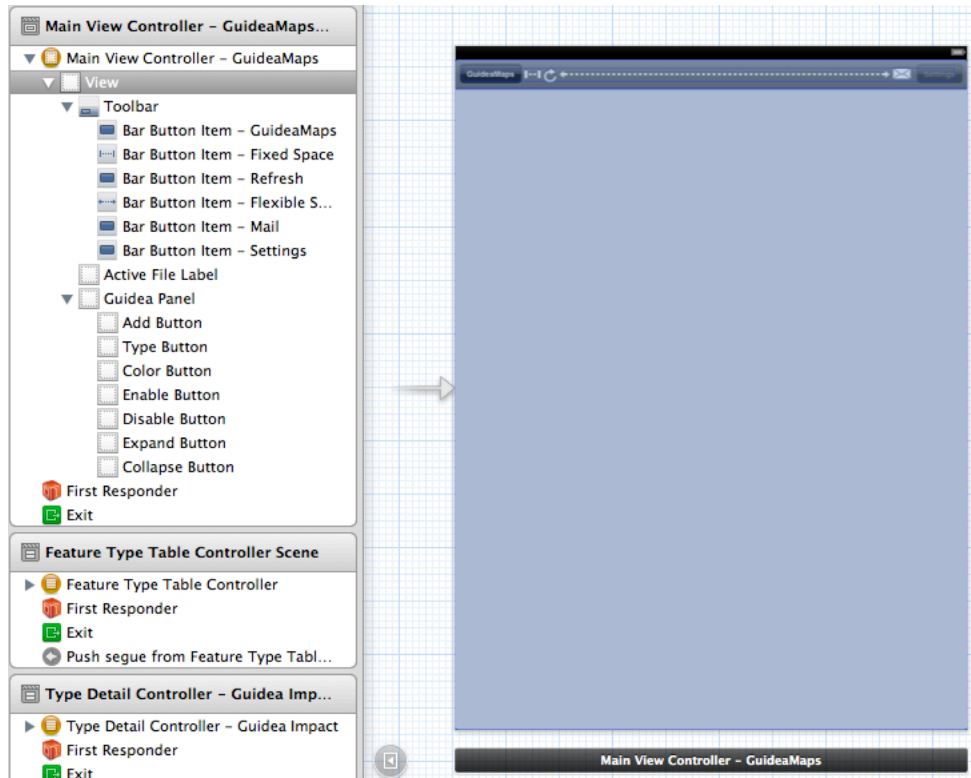 Main View Controller – GuideaMaps...
Main View Controller – GuideaMaps
View
Toolbar
Bar Button Item – GuideaMaps
Bar Button Item – Fixed Space
Bar Button Item – Refresh
Bar Button Item – Flexible S...
Bar Button Item – Mail
Bar Button Item – Settings
Active File Label
Guidea Panel
Add Button
Type Button
Color Button
Enable Button
Disable Button
Expand Button
Collapse Button
First Responder
Exit
Feature Type Table Controller Scene
Feature Type Table Controller
First Responder
Exit
Push segue from Feature Type Tabl...
Type Detail Controller – Guidea Imp...
Type Detail Controller – Guidea Impact
First Responder
Exit
GuideaMaps
Settings
Main View Controller – GuideaMaps